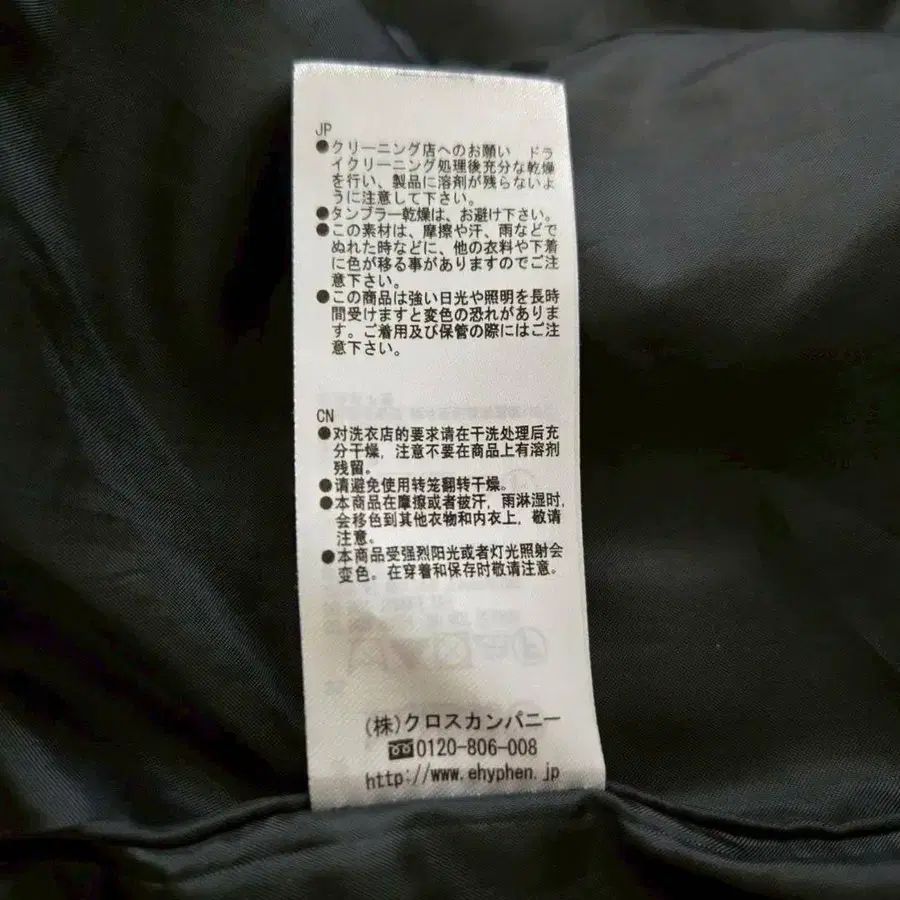 JP
●クリーニング店へのお願い ドラ
イクリーニング処理後充分な乾燥
を行い、製品に溶剤が残らないよ
うに注意して下さい。
●タンブラー乾燥は、お避け下さい。
●この素材は、摩擦や汗、雨などで
ぬれた時などに、他の衣料や下着
に色が移る事がありますのでご注
意下さい。
●この商品は強い日光や照明を長時
間受けますと変色の恐れがありま
す。ご着用及び保管の際にはご注
意下さい。
CN
●对洗衣店的要求请在干洗处理后充
分干燥，注意不要在商品上有溶剂
残留。
●请避免使用转笼翻转干燥。
●本商品在摩擦或者被汗，雨淋湿时，
会移色到其他衣物和内衣上，敬请
注意。
●本商品受强烈阳光或者灯光照射会
变色。在穿着和保存时敬请注意。
(株)クロスカンパニー
0120-806-008
http://www.ehyphen.jp